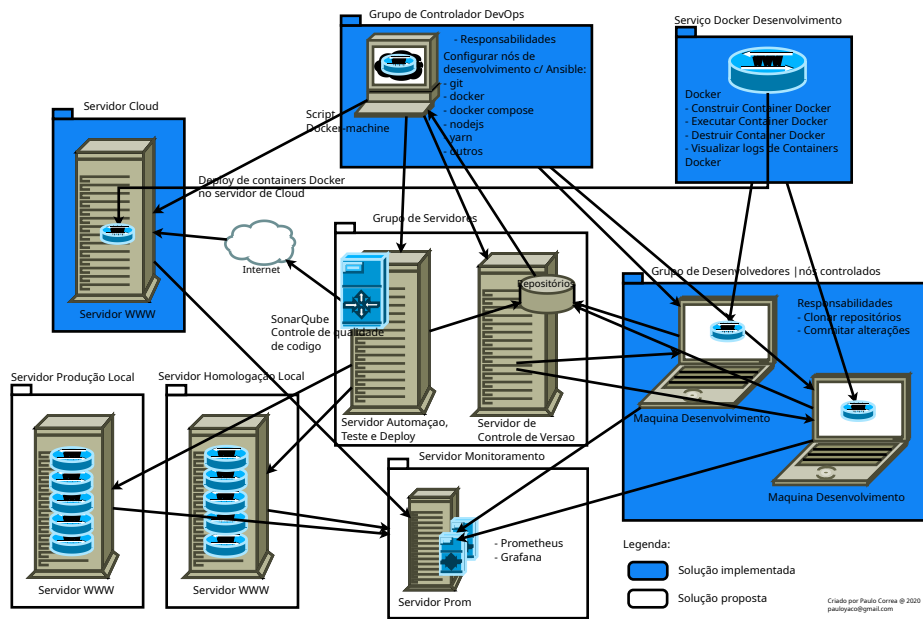 Grupo de Controlador DevOps
- Responsabilidades
Configurar nós de
desenvolvimento c/ Ansible:
- git
- docker
- docker compose
- nodejs
- yarn
- outros
Serviço Docker Desenvolvimento
Docker
- Construir Container Docker
- Executar Container Docker
- Destruir Container Docker
- Visualizar logs de Containers
Docker
Servidor Cloud
Script
Docker-machine
Deploy de containers Docker
no servidor de Cloud
Servidor WWW
Internet
Grupo de Servidores
Repositórios
SonarQube
Controle de qualidade
de codigo
Servidor Automaçao,
Teste e Deploy
Servidor de
Controle de Versao
Grupo de Desenvolvedores |nós controlados
Responsabilidades
- Clonar repositórios
- Commitar alterações
Maquina Desenvolvimento
Maquina Desenvolvimento
Servidor Produção Local
Servidor WWW
Servidor Homologação Local
Servidor WWW
Servidor Monitoramento
- Prometheus
- Grafana
Servidor Prom
Legenda:
Solução implementada
Solução proposta
Criado por Paulo Correa @ 2020
pauloyaco@gmail.com